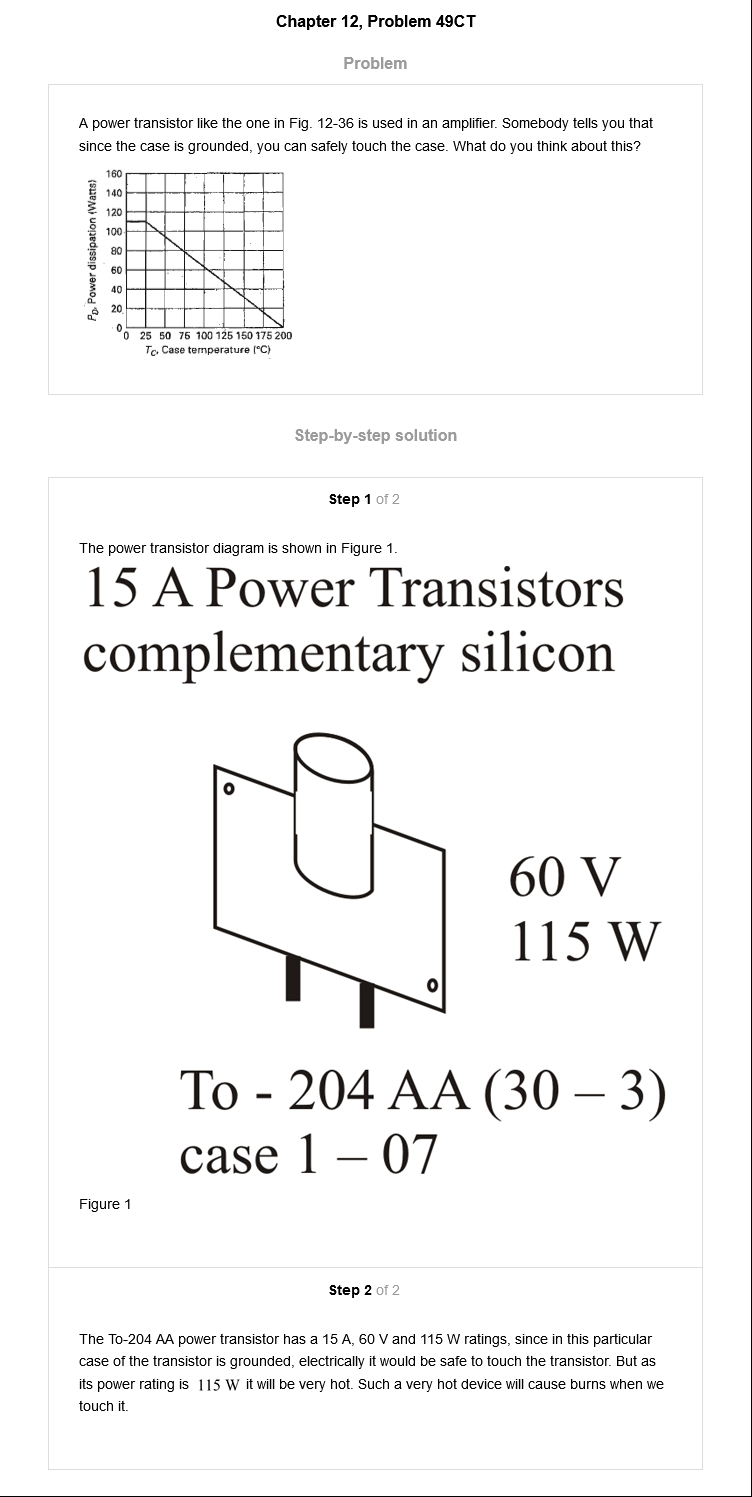 Chapter 12, Problem 49CT
Problem
A power transistor like the one in Fig. 12-36 is used in an amplifier. Somebody tells you that
since the case is grounded, you can safely touch the case. What do you think about this?
160
140
120
100
80
60
40
20
0
PD, Power dissipation (Watts)
0 25 50 75 100 125 150 175 200
TC, Case temperature (°C)
Step-by-step solution
Step 1 of 2
The power transistor diagram is shown in Figure 1.
15 A Power Transistors
complementary silicon
60 V
115 W
To - 204 AA (30 – 3)
case 1 – 07
Figure 1
Step 2 of 2
The To-204 AA power transistor has a 15 A, 60 V and 115 W ratings, since in this particular
case of the transistor is grounded, electrically it would be safe to touch the transistor. But as
its power rating is 115 W it will be very hot. Such a very hot device will cause burns when we
touch it.